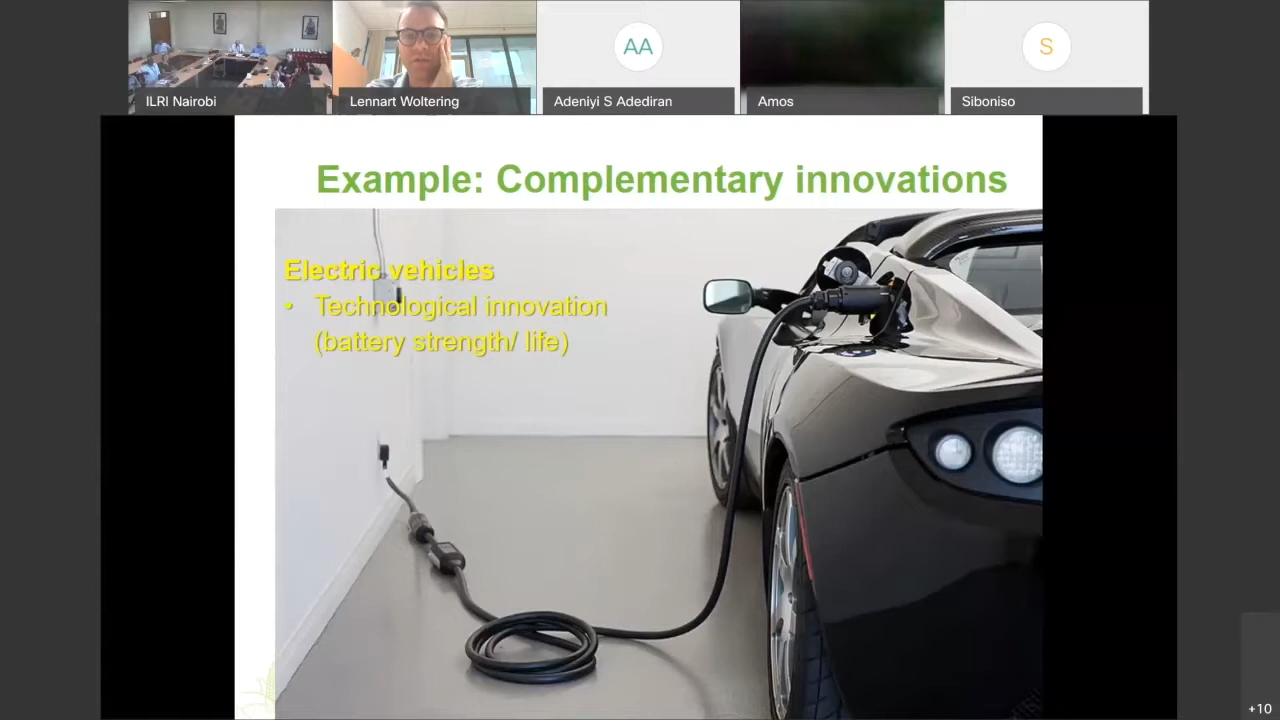 AA
S
ILRI Nairobi
Lennart Woltering
Adeniyi S Adediran
Amos
Siboniso
Example: Complementary innovations
Electric vehicles
• Technological innovation
(battery strength/ life)
+10